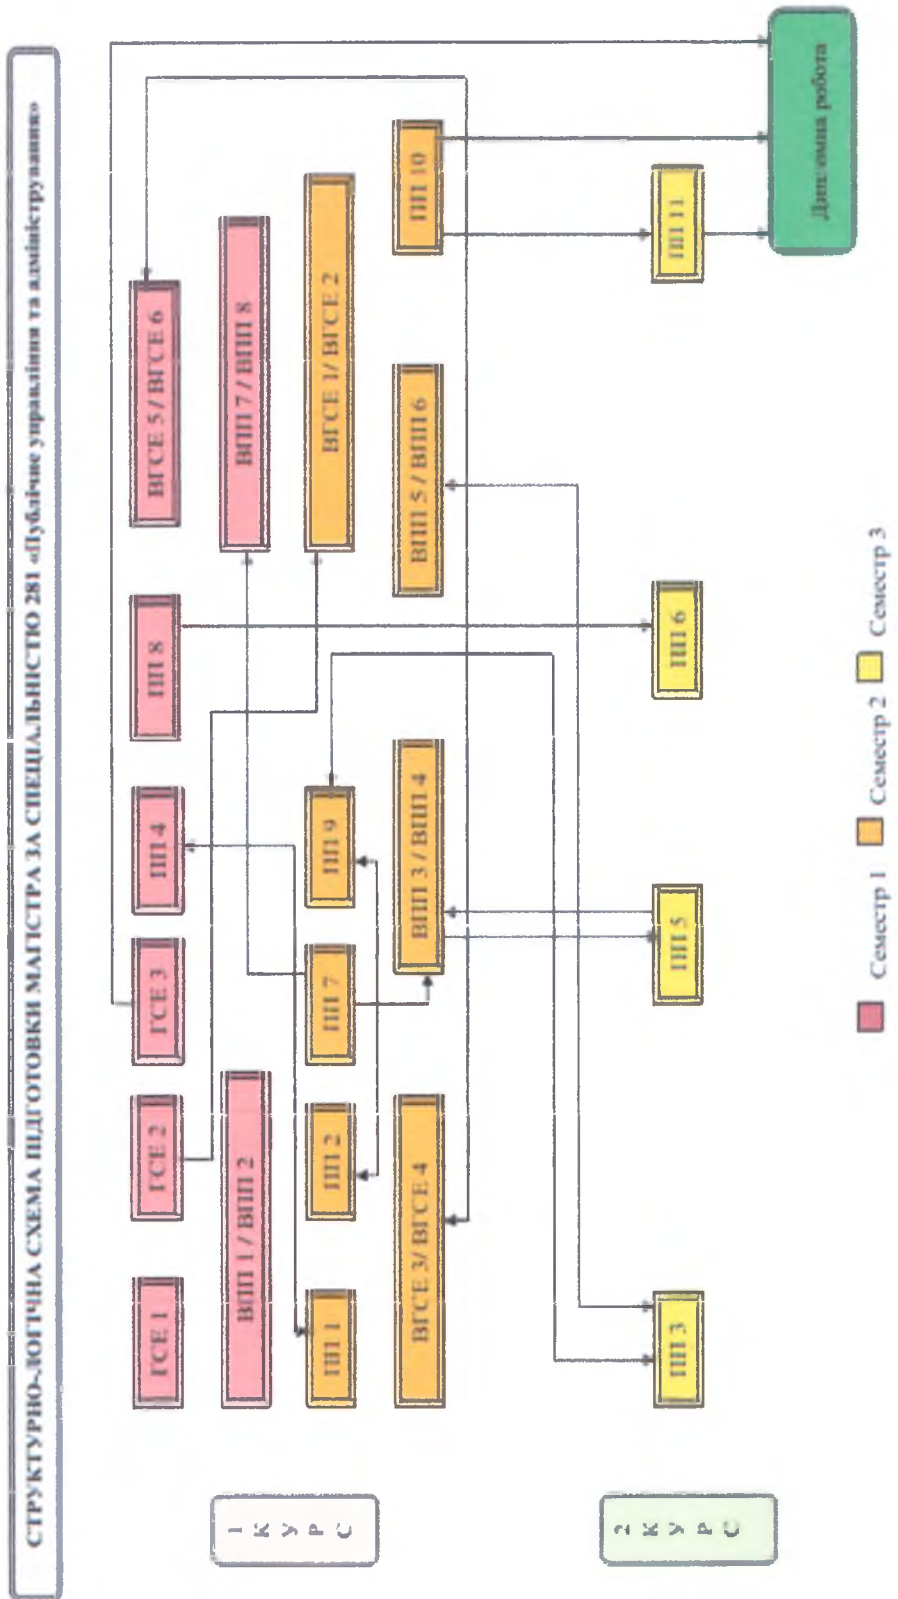 СТРУКТУРНО-ЛОГІЧНА СХЕМА ПІДГОТОВКИ МАГІСТРА ЗА СПЕЦІАЛЬНІСТЮ 281 «Публічне управління та адміністрування»
1 КУРС
ГСЕ 1
ГСЕ 2
ГСЕ 3
ПП 4
ПП 8
ВГСЕ 5 / ВГСЕ 6
ВПП 1 / ВПП 2
ВПП 7 / ВПП 8
ПП 1
ПП 2
ПП 7
ПП 9
ВГСЕ 1/ ВГСЕ 2
ВГСЕ 3/ ВГСЕ 4
ВПП 3 / ВПП 4
ВПП 5 / ВПП 6
ПП 10
2 КУРС
ПП 3
ПП 5
ПП 6
ПП 11
Дипломна робота
Семестр 1
Семестр 2
Семестр 3